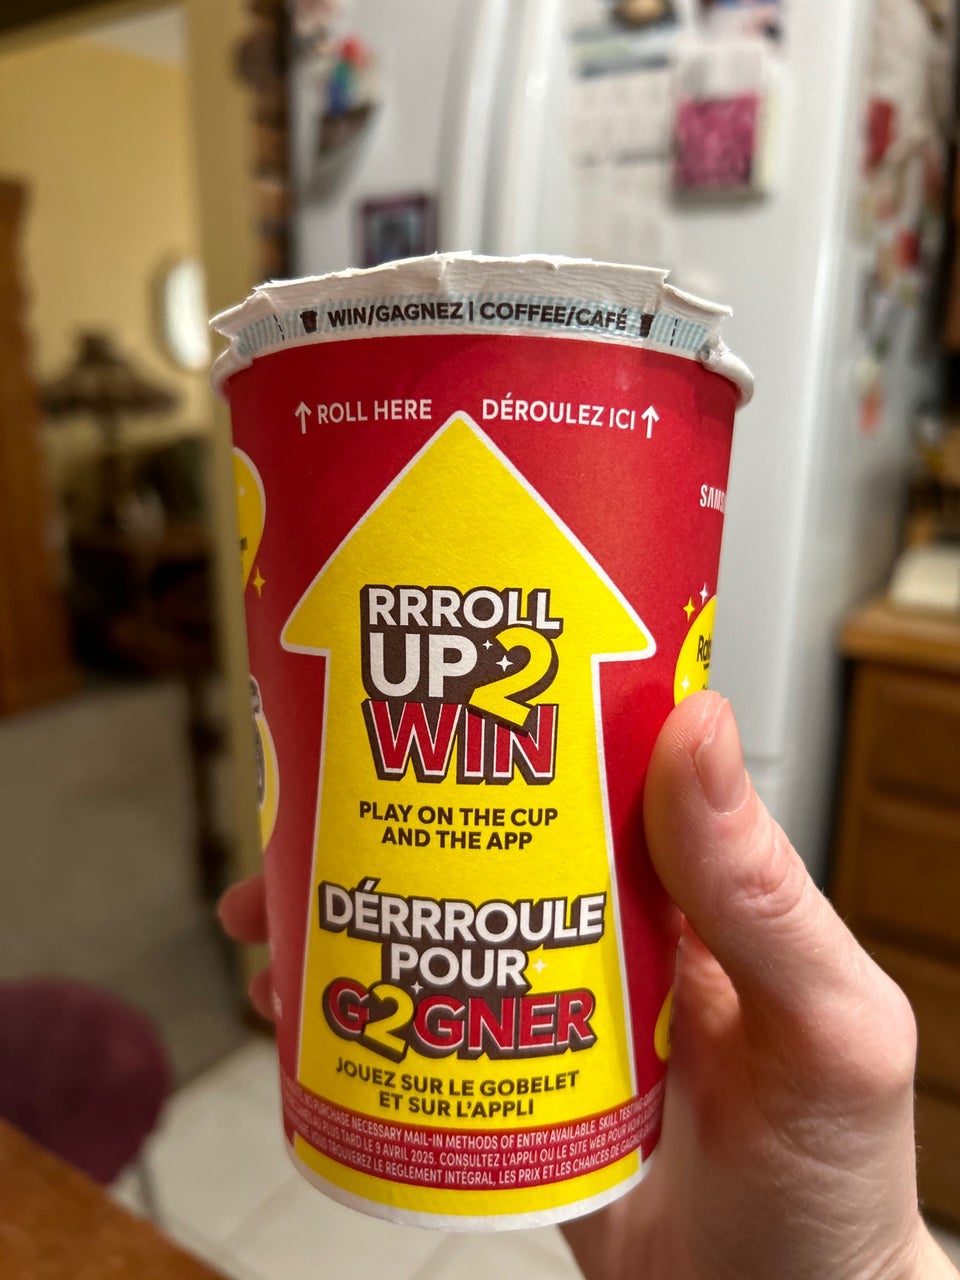 WIN/GAGNEZ | COFFEE/CAFÉ
↑ ROLL HERE DÉROULEZ ICI ↑
RRROLL
UP 2
WIN
PLAY ON THE CUP
AND THE APP
DÉRRROULE
POUR
G2GNER
JOUEZ SUR LE GOBELET
ET SUR L'APPLI
NO PURCHASE NECESSARY MAIL-IN METHODS OF ENTRY AVAILABLE. SKILL
AU PLUS TARD LE 9 AVRIL 2025. CONSULTEZ L'APPLI OU LE SITE WEB POUR
TROUVEREZ LE RÈGLEMENT INTÉGRAL, LES PRIX ET LES CHANCES DE